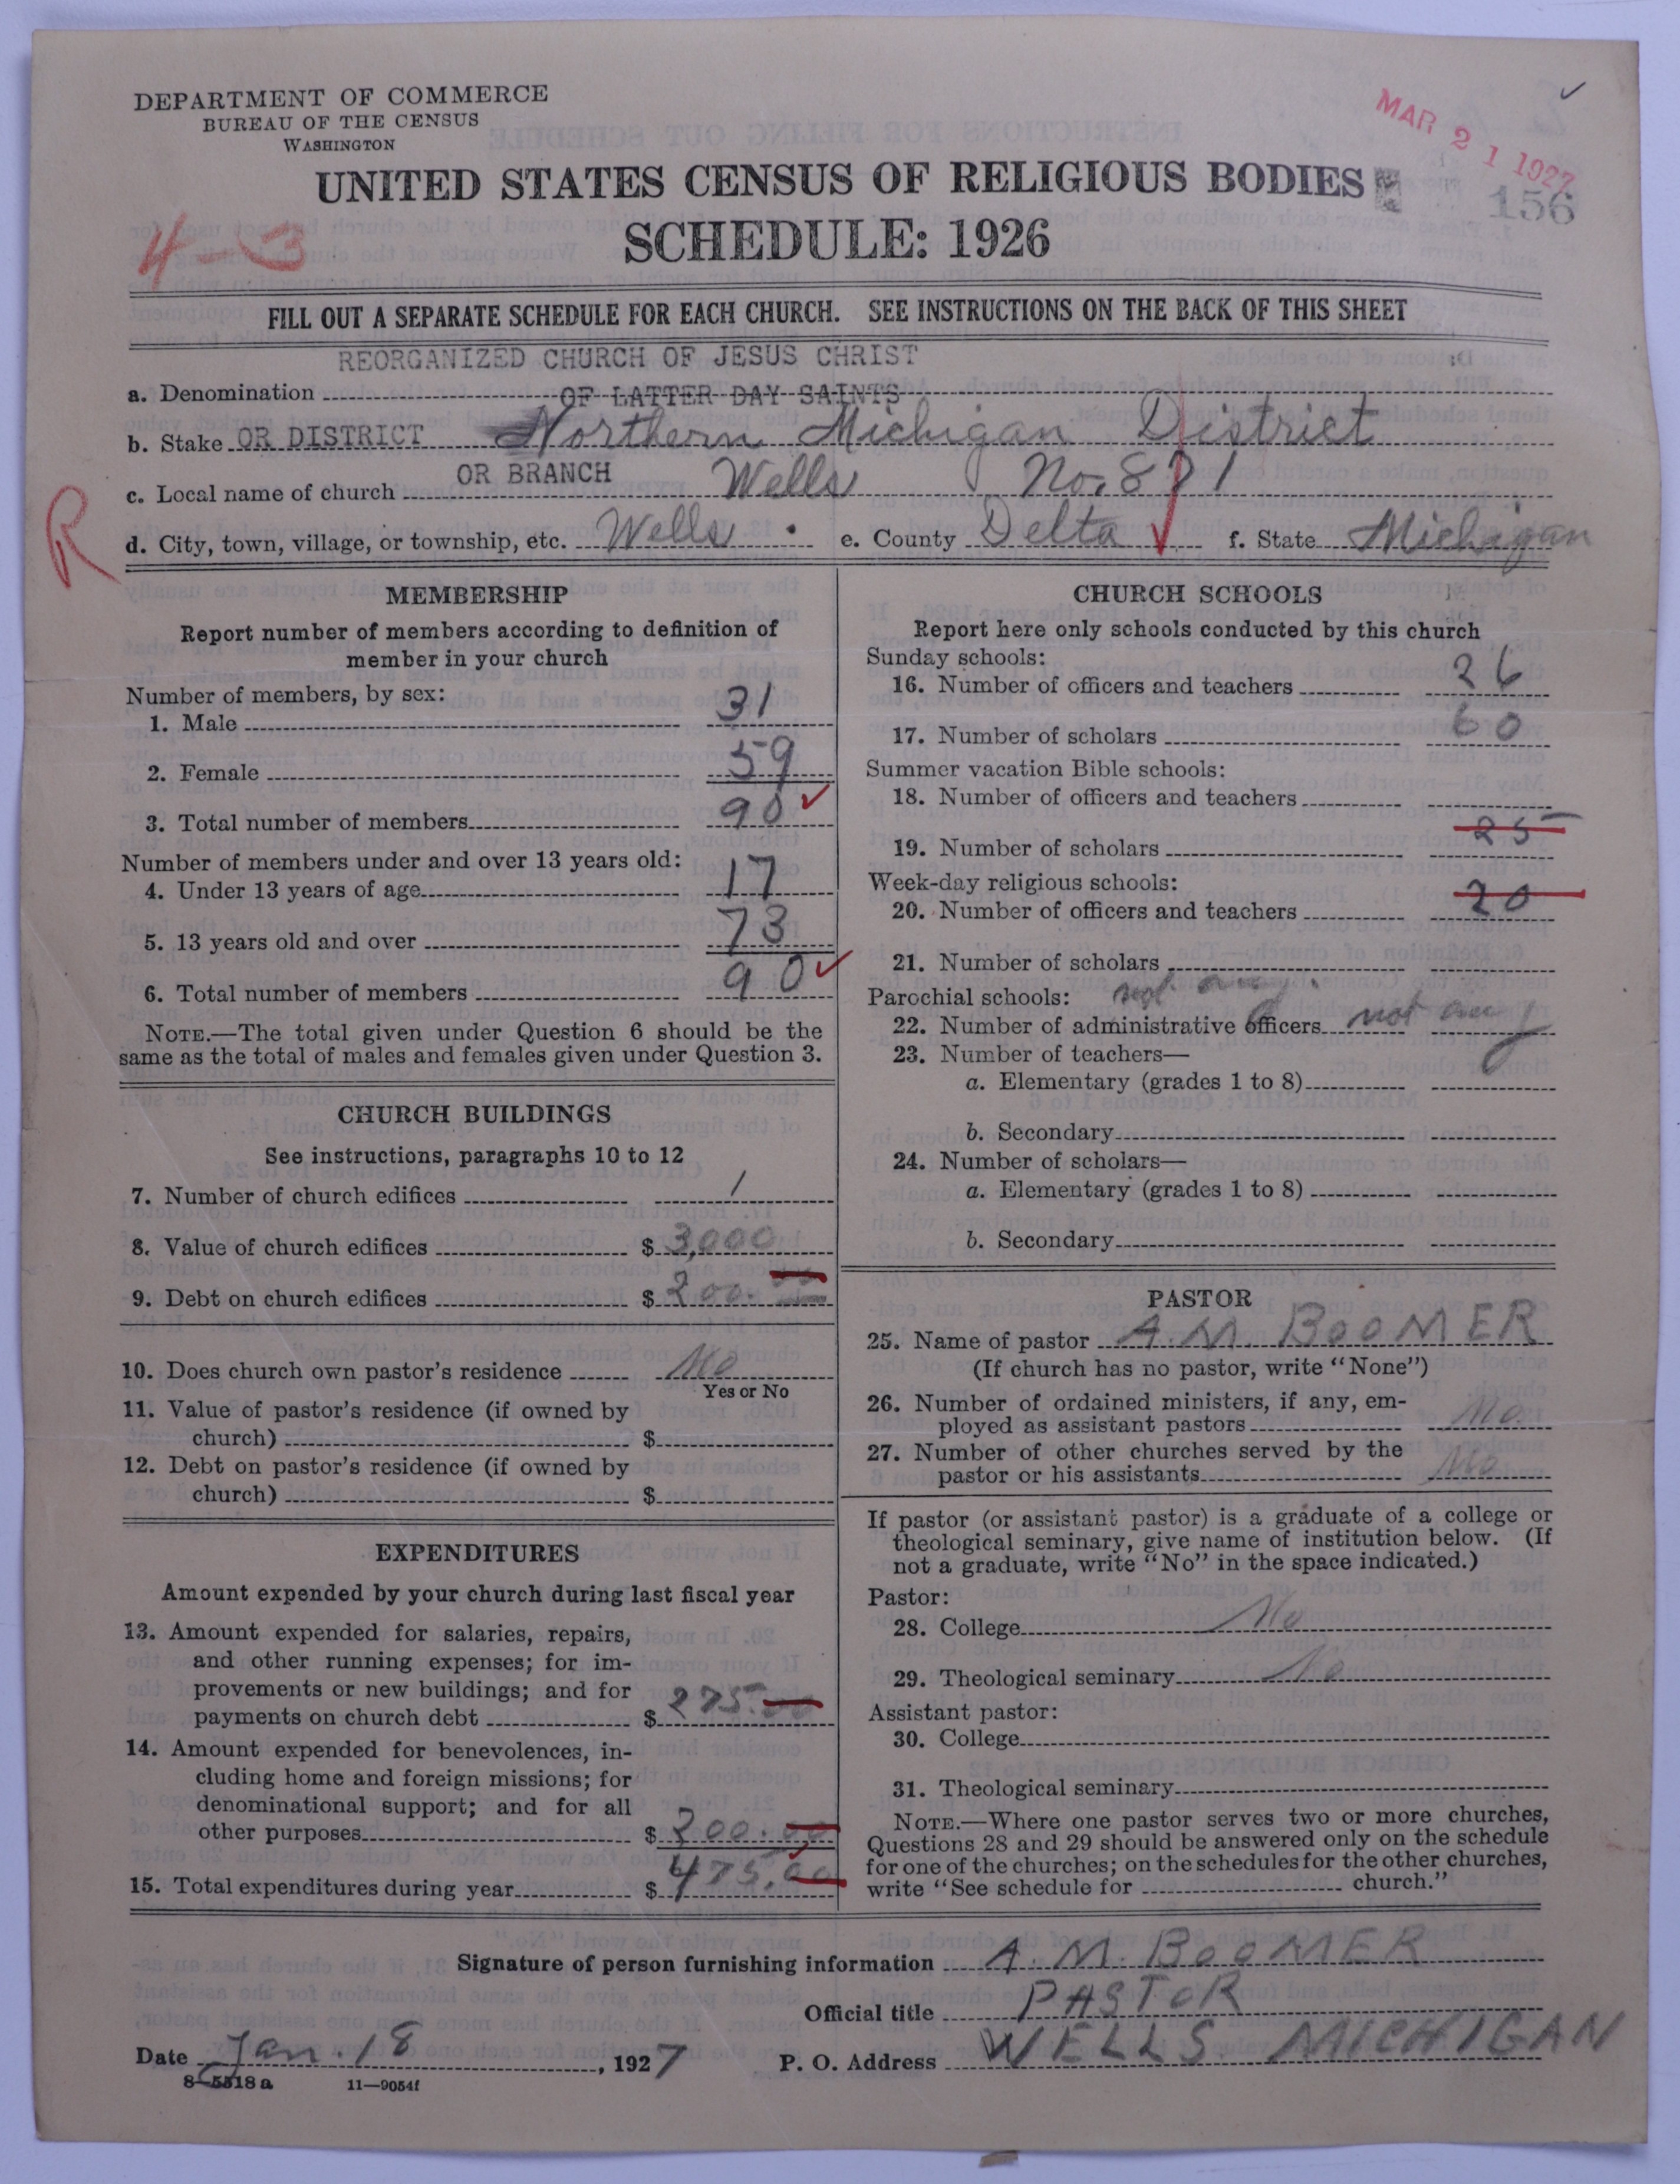 DEPARTMENT OF COMMERCE
BUREAU OF THE CENSUS
WASHINGTON
MAR 21 1927
156
UNITED STATES CENSUS OF RELIGIOUS BODIES
SCHEDULE: 1926
4-3
FILL OUT A SEPARATE SCHEDULE FOR EACH CHURCH. SEE INSTRUCTIONS ON THE BACK OF THIS SHEET
REORGANIZED CHURCH OF JESUS CHRIST
a. Denomination OF LATTER DAY SAINTS
b. Stake OR DISTRICT Northern Michigan District
c. Local name of church OR BRANCH Wells No. 871
R
d. City, town, village, or township, etc. Wells. e. County Delta f. State Michigan
MEMBERSHIP
Report number of members according to definition of
member in your church
Number of members, by sex:
1. Male 31
2. Female 59
3. Total number of members 90
Number of members under and over 13 years old:
4. Under 13 years of age 17
5. 13 years old and over 73
6. Total number of members 90
NOTE.—The total given under Question 6 should be the
same as the total of males and females given under Question 3.
CHURCH BUILDINGS
See instructions, paragraphs 10 to 12
7. Number of church edifices 1
8. Value of church edifices $ 3,000
9. Debt on church edifices $ 200.00
10. Does church own pastor's residence No
Yes or No
11. Value of pastor's residence (if owned by
church) $
12. Debt on pastor's residence (if owned by
church) $
EXPENDITURES
Amount expended by your church during last fiscal year
13. Amount expended for salaries, repairs,
and other running expenses; for im-
provements or new buildings; and for
payments on church debt $ 275.00
14. Amount expended for benevolences, in-
cluding home and foreign missions; for
denominational support; and for all
other purposes $ 200.00
15. Total expenditures during year $ 475.00
CHURCH SCHOOLS
Report here only schools conducted by this church
Sunday schools:
16. Number of officers and teachers 26
17. Number of scholars 60
Summer vacation Bible schools:
18. Number of officers and teachers
19. Number of scholars 25
Week-day religious schools:
20. Number of officers and teachers 20
21. Number of scholars
Parochial schools: not any.
22. Number of administrative officers not any
23. Number of teachers—
a. Elementary (grades 1 to 8)
b. Secondary
24. Number of scholars—
a. Elementary (grades 1 to 8)
b. Secondary
PASTOR
25. Name of pastor A. M. BOOMER
(If church has no pastor, write "None")
26. Number of ordained ministers, if any, em-
ployed as assistant pastors No.
27. Number of other churches served by the
pastor or his assistants No
If pastor (or assistant pastor) is a graduate of a college or
theological seminary, give name of institution below. (If
not a graduate, write "No" in the space indicated.)
Pastor:
28. College No
29. Theological seminary No
Assistant pastor:
30. College
31. Theological seminary
NOTE.—Where one pastor serves two or more churches,
Questions 28 and 29 should be answered only on the schedule
for one of the churches; on the schedules for the other churches,
write "See schedule for church."
Signature of person furnishing information A. M. BOOMER
Official title PASTOR
Date Jan. 18, 1927 P. O. Address WELLS MICHIGAN
8-5518a 11—9054f